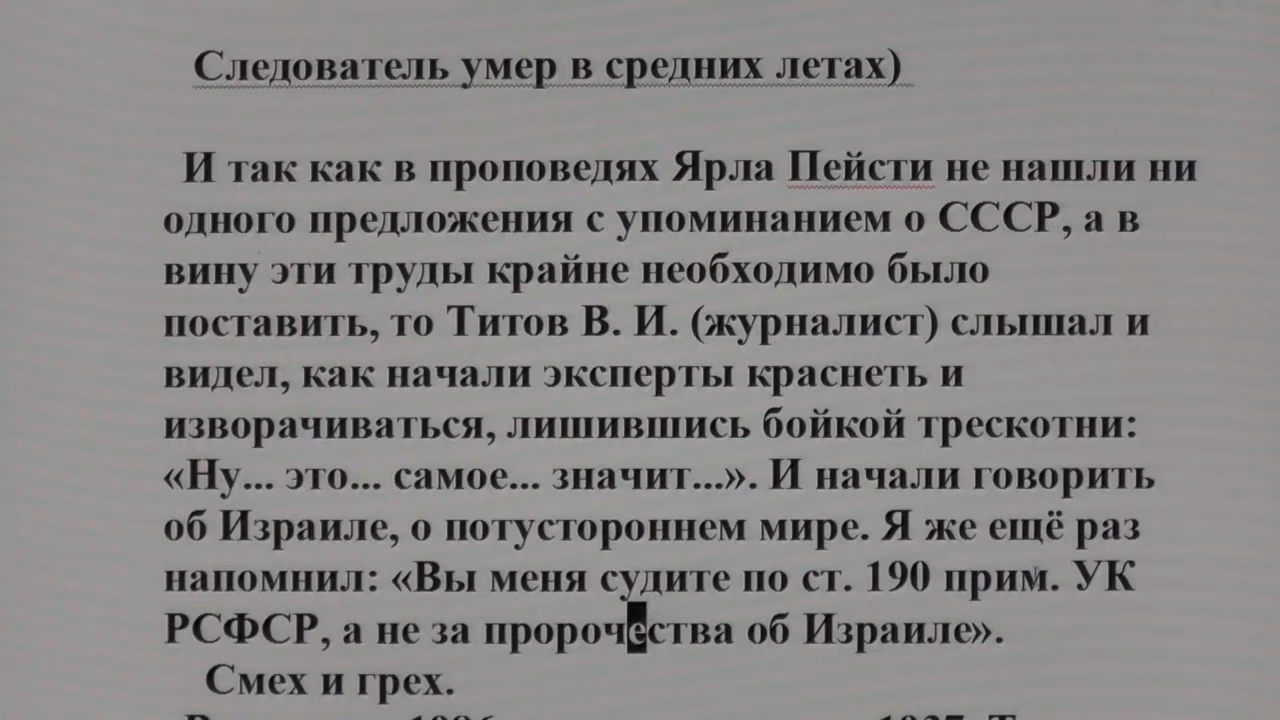 Следователь умер в средних летах)
И так как в проповедях Ярла Пейсти не нашли ни
одного предложения с упоминанием о СССР, а в
вину эти труды крайне необходимо было
поставить, то Титов В. И. (журналист) слышал и
видел, как начали эксперты краснеть и
изворачиваться, лишившись бойкой трескотни:
«Ну... это... самое... значит...». И начали говорить
об Израиле, о потустороннем мире. Я же ещё раз
напомнил: «Вы меня судите по ст. 190 прим. УК
РСФСР, а не за пророчества об Израиле».
Смех и грех.